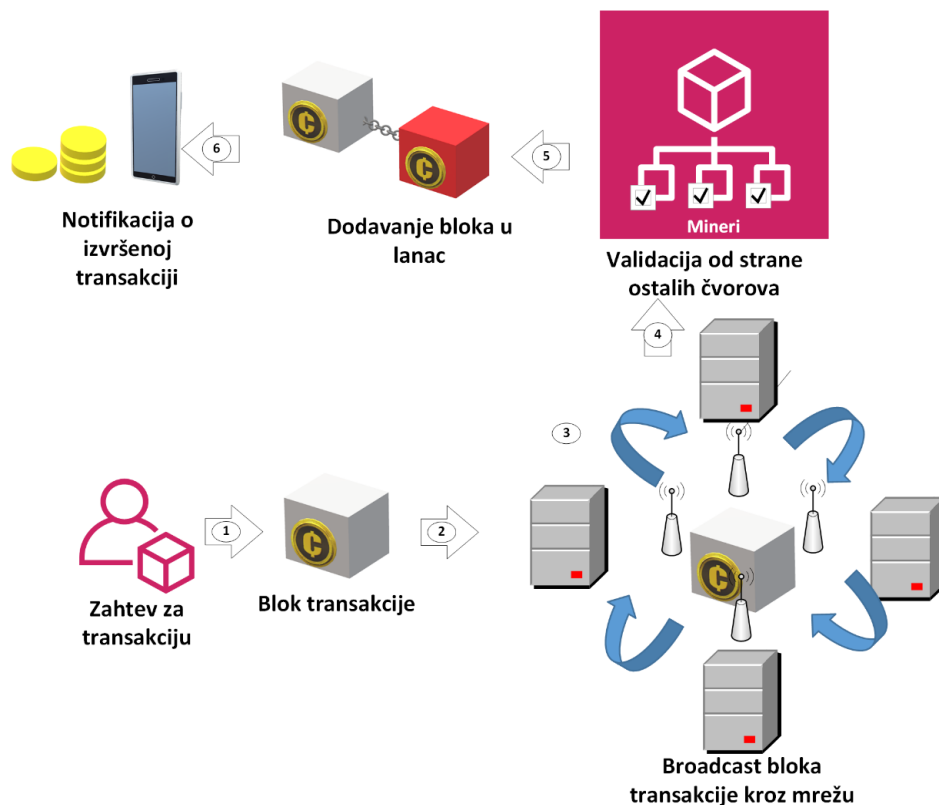 6
5
Mineri
Notifikacija o
izvršenoj
transakciji
Dodavanje bloka u
lanac
Validacija od strane
ostalih čvorova
4
3
1
2
Zahtev za
transakciju
Blok transakcije
Broadcast bloka
transakcije kroz mrežu